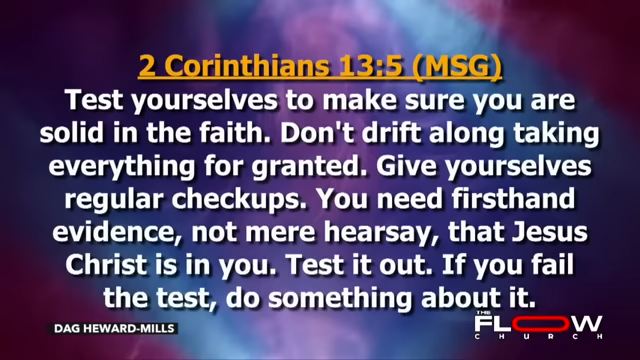 2 Corinthians 13:5 (MSG)
Test yourselves to make sure you are
solid in the faith. Don't drift along taking
everything for granted. Give yourselves
regular checkups. You need firsthand
evidence, not mere hearsay, that Jesus
Christ is in you. Test it out. If you fail
the test, do something about it.
DAG HEWARD-MILLS
THE
FLOW
CHURCH